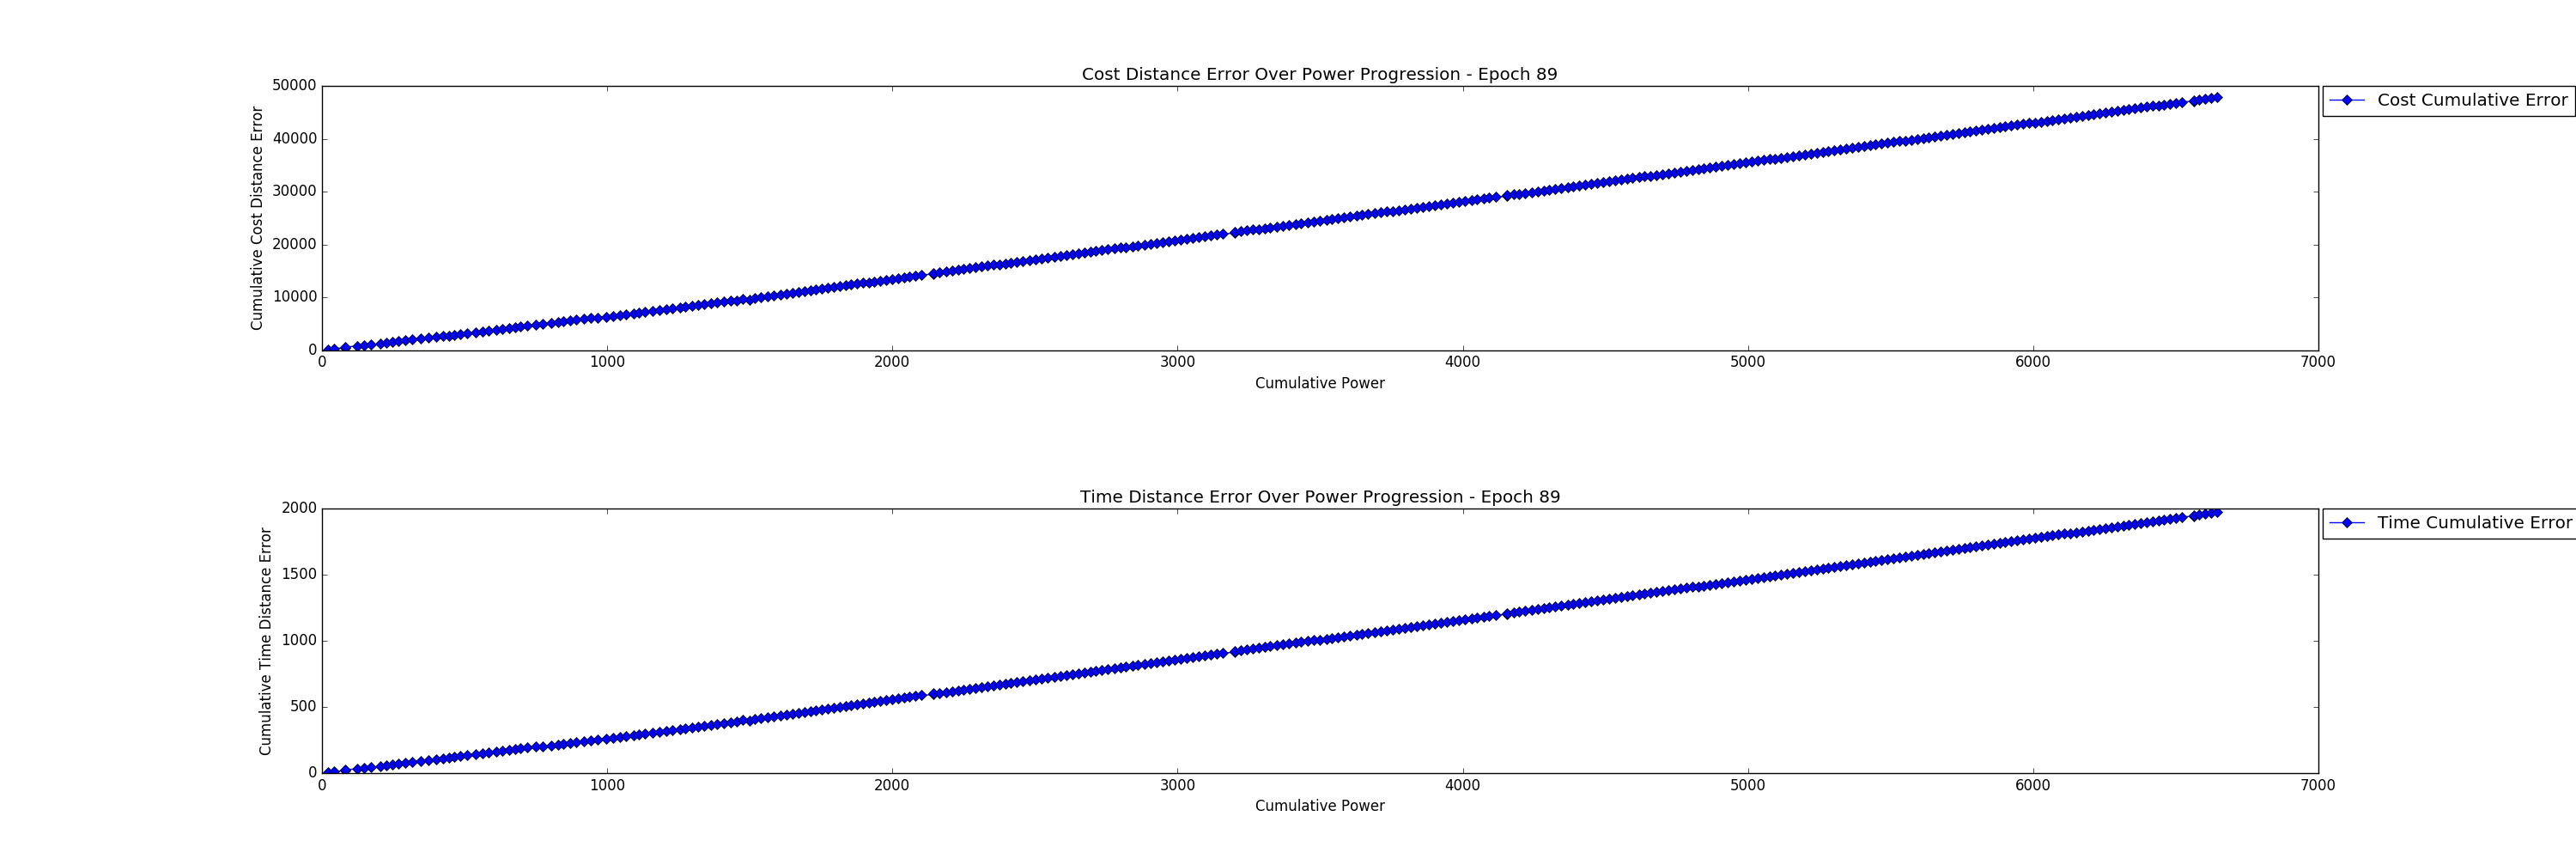 Cost Distance Error Over Power Progression - Epoch 89
50000
40000
30000
20000
10000
0
Cumulative Cost Distance Error
0 1000 2000 3000 4000 5000 6000 7000
Cumulative Power
Cost Cumulative Error
Time Distance Error Over Power Progression - Epoch 89
2000
1500
1000
500
0
Cumulative Time Distance Error
0 1000 2000 3000 4000 5000 6000 7000
Cumulative Power
Time Cumulative Error